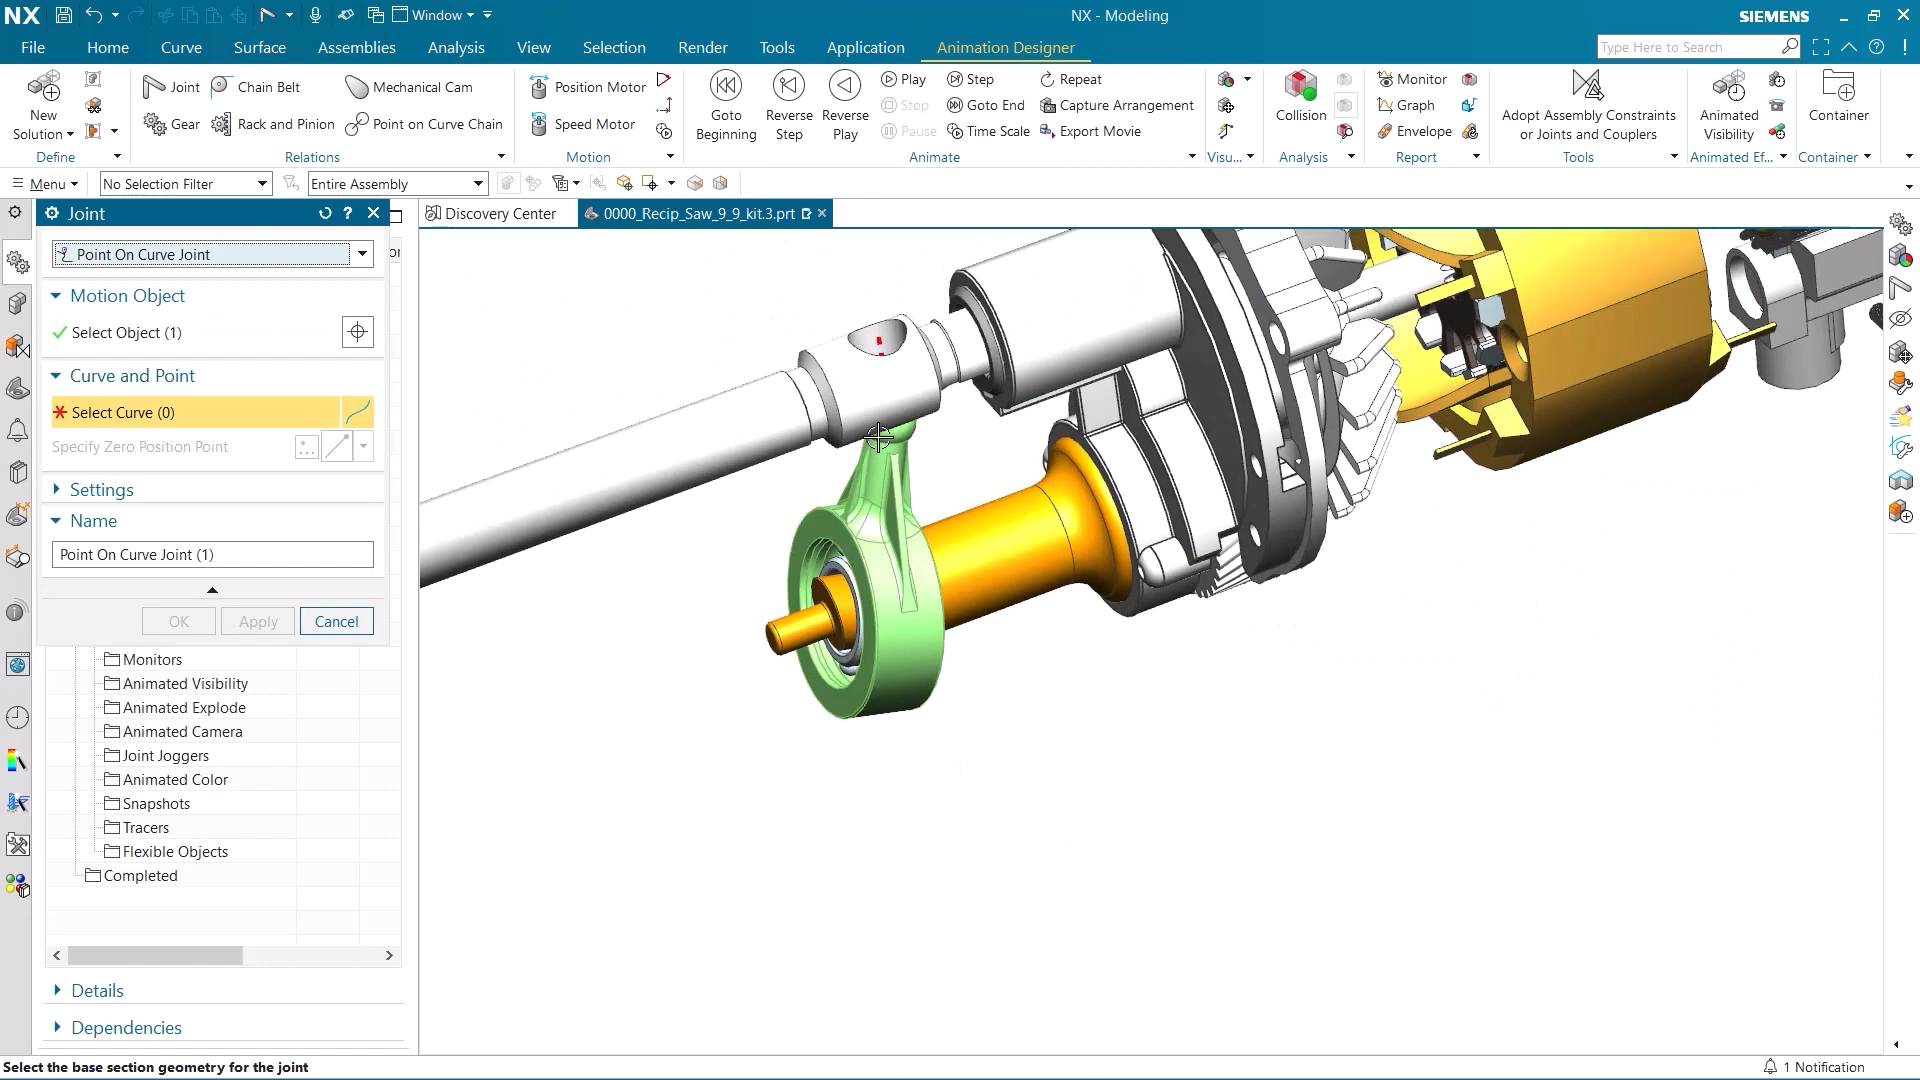 NX
Window
NX - Modeling
SIEMENS
File
Home
Curve
Surface
Assemblies
Analysis
View
Selection
Render
Tools
Application
Animation Designer
Type Here to Search
New
Solution
Joint
Chain Belt
Mechanical Cam
Gear
Rack and Pinion
Point on Curve Chain
Position Motor
Speed Motor
Goto
Beginning
Reverse
Step
Reverse
Play
Play
Stop
Pause
Step
Goto End
Time Scale
Repeat
Capture Arrangement
Export Movie
Collision
Monitor
Graph
Envelope
Adopt Assembly Constraints
or Joints and Couplers
Animated
Visibility
Container
Define
Relations
Motion
Animate
Visu...
Analysis
Report
Tools
Animated Ef...
Container
Menu
No Selection Filter
Entire Assembly
Joint
Discovery Center
0000_Recip_Saw_9_9_kit.3.prt
Point On Curve Joint
Motion Object
Select Object (1)
Curve and Point
Select Curve (0)
Specify Zero Position Point
Settings
Name
Point On Curve Joint (1)
OK
Apply
Cancel
Monitors
Animated Visibility
Animated Explode
Animated Camera
Joint Joggers
Animated Color
Snapshots
Tracers
Flexible Objects
Completed
Details
Dependencies
Select the base section geometry for the joint
1 Notification